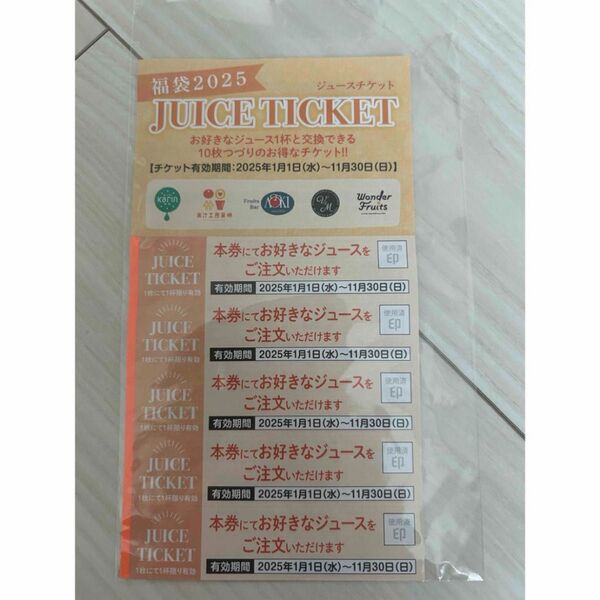 福袋2025
ジュースチケット
JUICE TICKET
お好きなジュース1杯と交換できる
10枚つづりのお得なチケット!!
【チケット有効期間:2025年1月1日(水)~11月30日(日)】
karin
果汁工房果琳
Fruits Bar
AOKI
VM
Wonder Fruits
JUICE
TICKET
1枚にて1杯限り有効
本券にてお好きなジュースを
ご注文いただけます
使用済
印
有効期間 2025年1月1日(水)~11月30日(日)
JUICE
TICKET
1枚にて1杯限り有効
本券にてお好きなジュースを
ご注文いただけます
使用済
印
有効期間 2025年1月1日(水)~11月30日(日)
JUICE
TICKET
1枚にて1杯限り有効
本券にてお好きなジュースを
ご注文いただけます
使用済
印
有効期間 2025年1月1日(水)~11月30日(日)
JUICE
TICKET
1枚にて1杯限り有効
本券にてお好きなジュースを
ご注文いただけます
使用済
印
有効期間 2025年1月1日(水)~11月30日(日)
JUICE
TICKET
1枚にて1杯限り有効
本券にてお好きなジュースを
ご注文いただけます
使用済
印
有効期間 2025年1月1日(水)~11月30日(日)